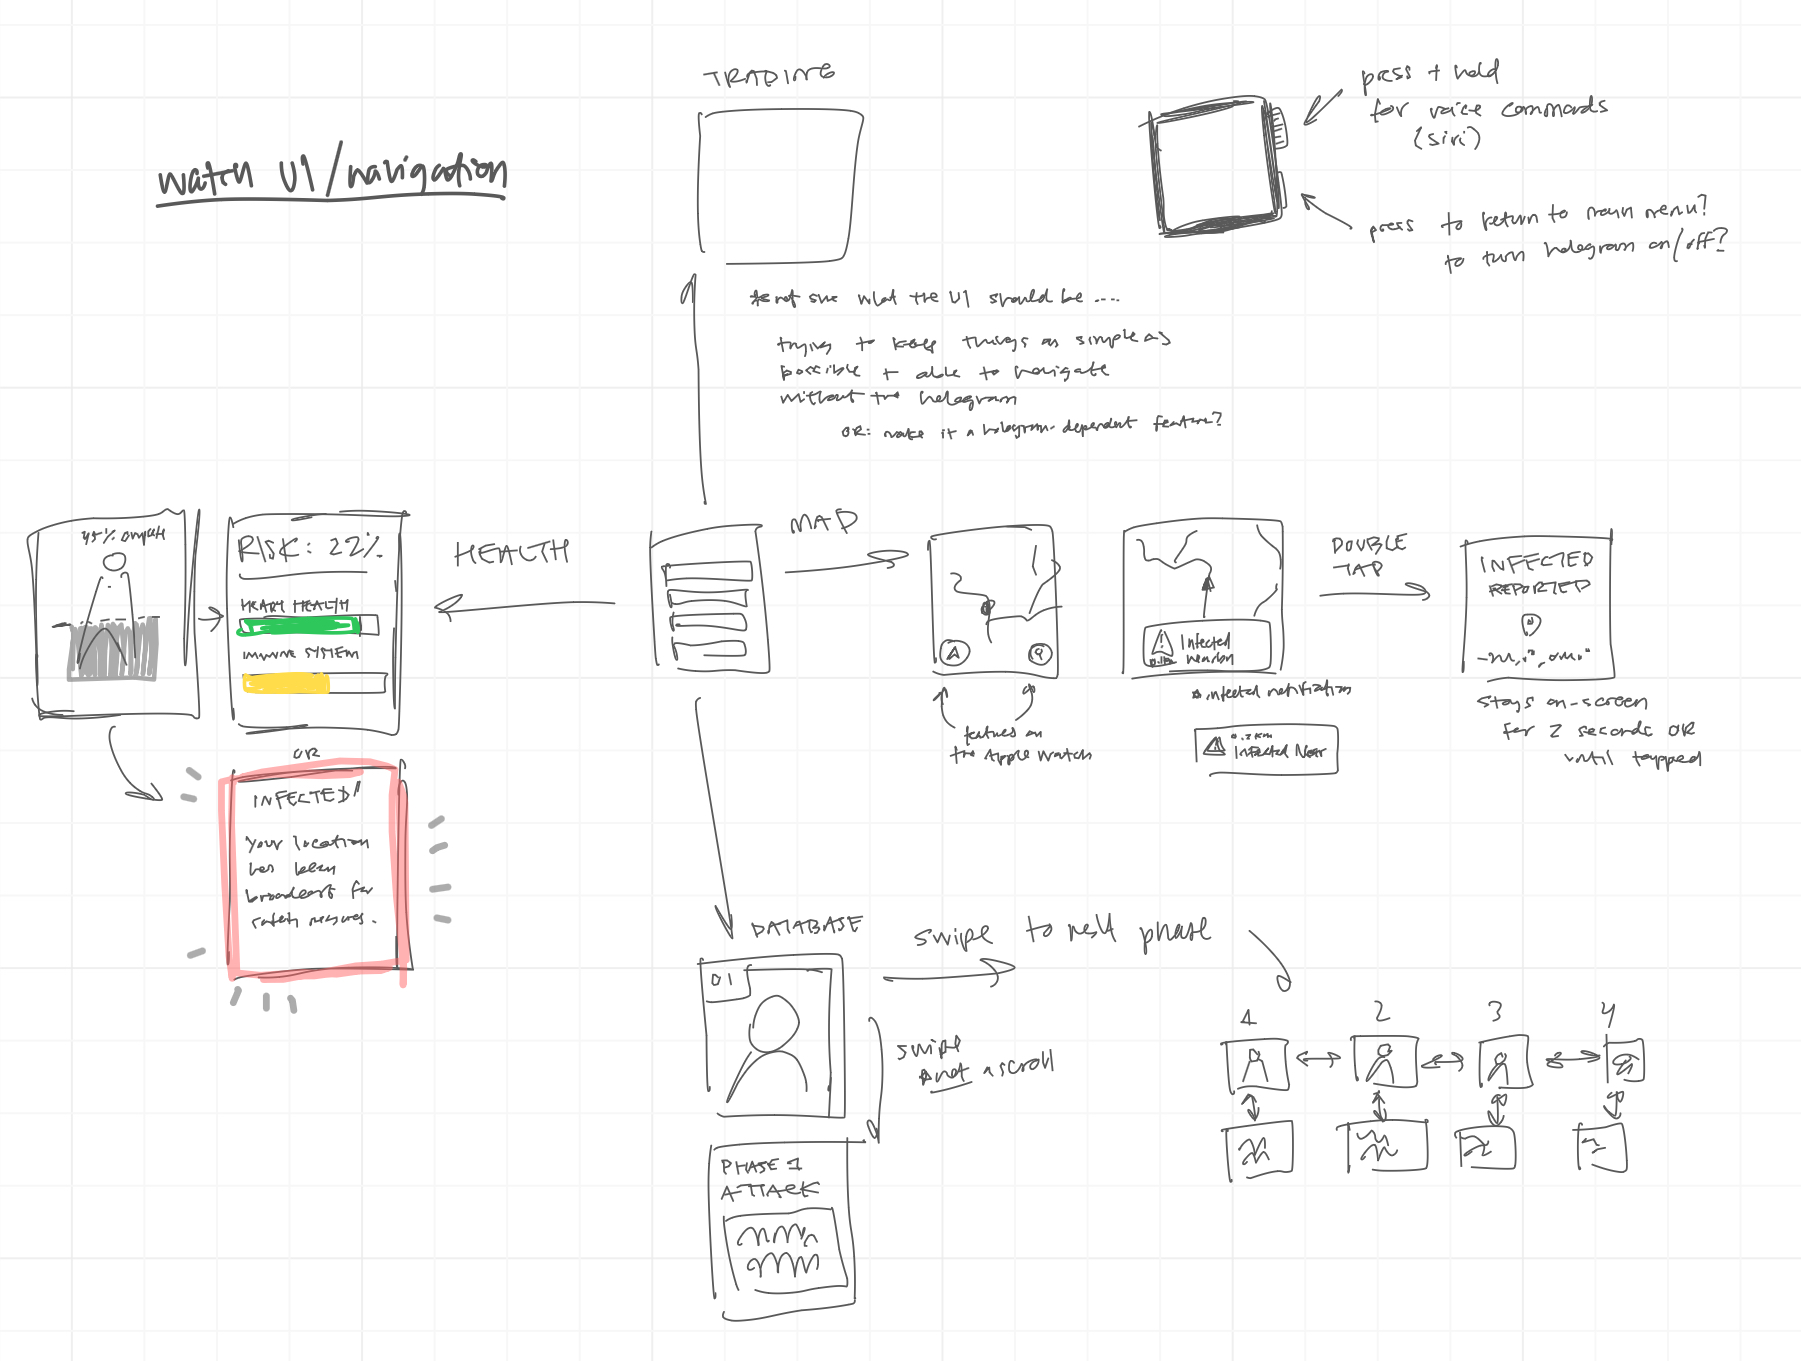 watch UI/navigation
TRADING
press + hold
for voice commands
(siri)
press to return to main menu?
to turn hologram on/off?
*not sure what the UI should be ....
trying to keep things as simple as
possible + able to navigate
without the hologram
OR: make it a hologram-dependent feature?
45%
RISK: 22%
HEART HEALTH
IMMUNE SYSTEM
OR
INFECTED!!
Your location
has been
broadcast for
safety measures.
HEALTH
MAP
A
features on
the Apple Watch
Infected
nearby
*infected notification
0.2 km
Infected Near
DOUBLE
TAP
INFECTED
REPORTED
stays on-screen
for 2 seconds OR
until tapped
DATABASE
01
swipe to next phase
swipe
*not a scroll
PHASE 1
ATTACK
1
2
3
4